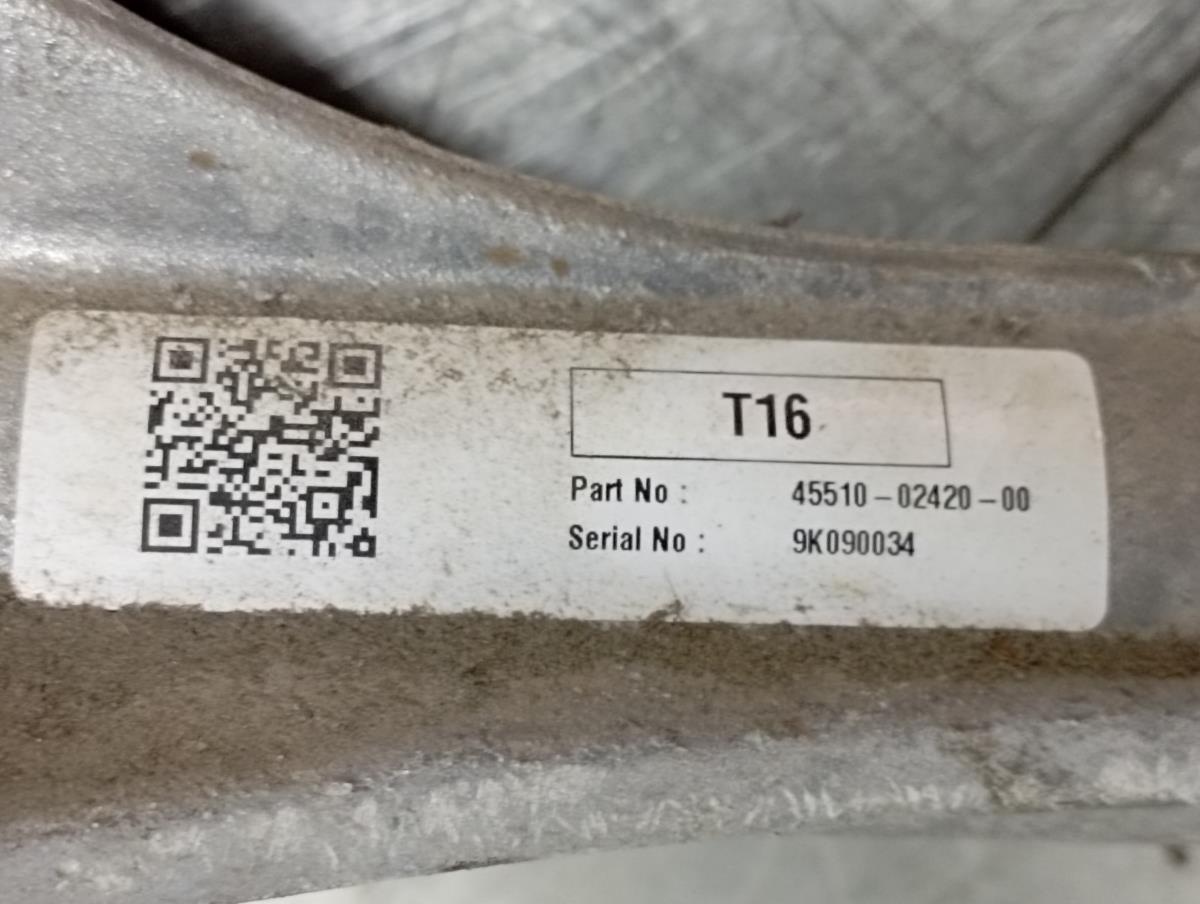 T16
Part No : 45510-02420-00
Serial No : 9K090034